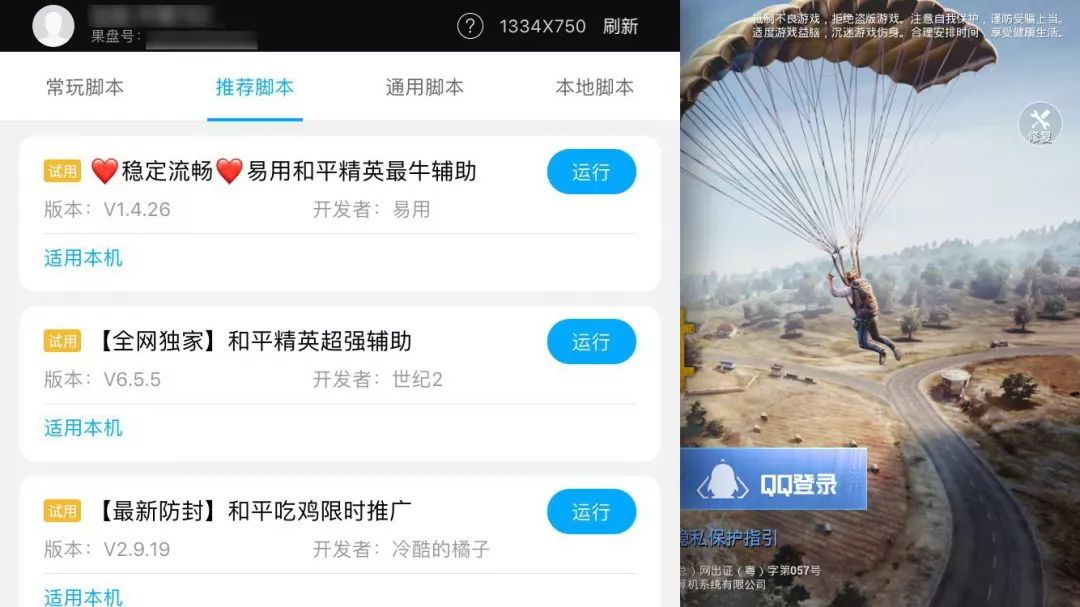 果盘号:
? 1334X750 刷新
常玩脚本 推荐脚本 通用脚本 本地脚本
试用 ❤️稳定流畅❤️易用和平精英最牛辅助 运行
版本：V1.4.26 开发者：易用
适用本机
试用 【全网独家】和平精英超强辅助 运行
版本：V6.5.5 开发者：世纪2
适用本机
试用 【最新防封】和平吃鸡限时推广 运行
版本：V2.9.19 开发者：冷酷的橘子
适用本机
抵制不良游戏，拒绝盗版游戏。注意自我保护，谨防受骗上当。
适度游戏益脑，沉迷游戏伤身。合理安排时间，享受健康生活。
修复
QQ登录
隐私保护指引
）网出证（粤）字第057号
算机系统有限公司